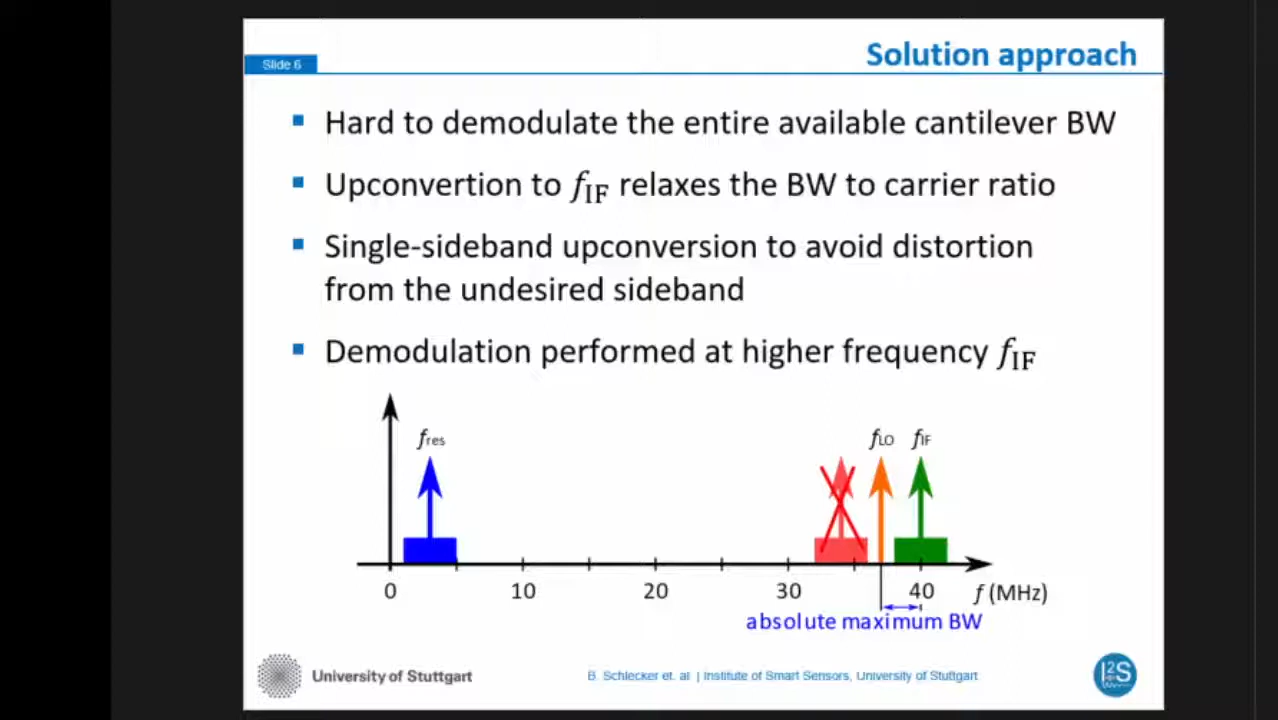 Solution approach
Slide 6
Hard to demodulate the entire available cantilever BW
Upconvertion to fIF relaxes the BW to carrier ratio
Single-sideband upconversion to avoid distortion
from the undesired sideband
Demodulation performed at higher frequency fIF
fres fLO fIF
0 10 20 30 40 f (MHz)
absolute maximum BW
University of Stuttgart
B. Schlecker et. al | Institute of Smart Sensors, University of Stuttgart
I2S